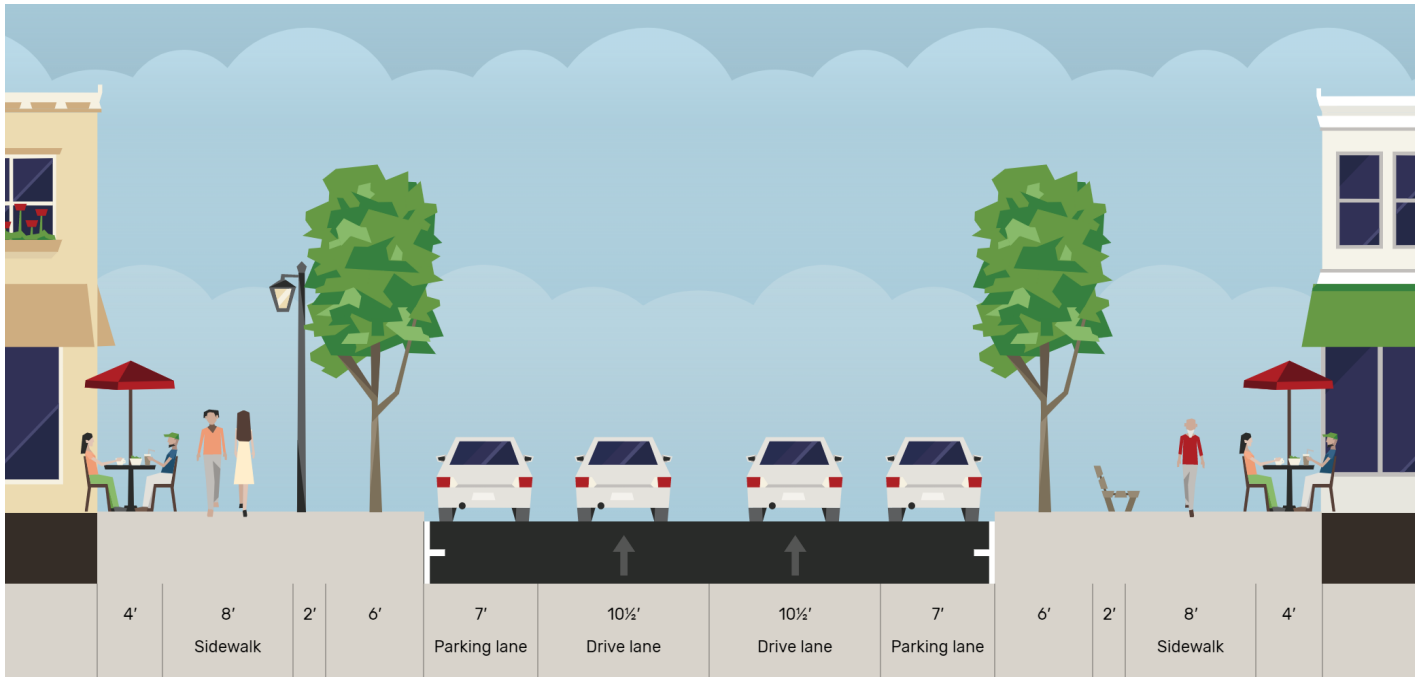 4′ 8′ 2′ 6′ 7′ 10½′ 10½′ 7′ 6′ 2′ 8′ 4′
Sidewalk Parking lane Drive lane Drive lane Parking lane Sidewalk